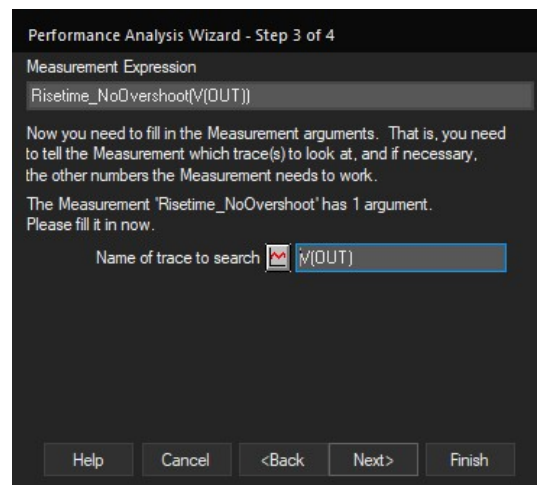 Performance Analysis Wizard - Step 3 of 4
Measurement Expression
Risetime_NoOvershoot(V(OUT))
Now you need to fill in the Measurement arguments. That is, you need
to tell the Measurement which trace(s) to look at, and if necessary,
the other numbers the Measurement needs to work.
The Measurement 'Risetime_NoOvershoot' has 1 argument.
Please fill it in now.
Name of trace to search V(OUT)
Help Cancel <Back Next> Finish